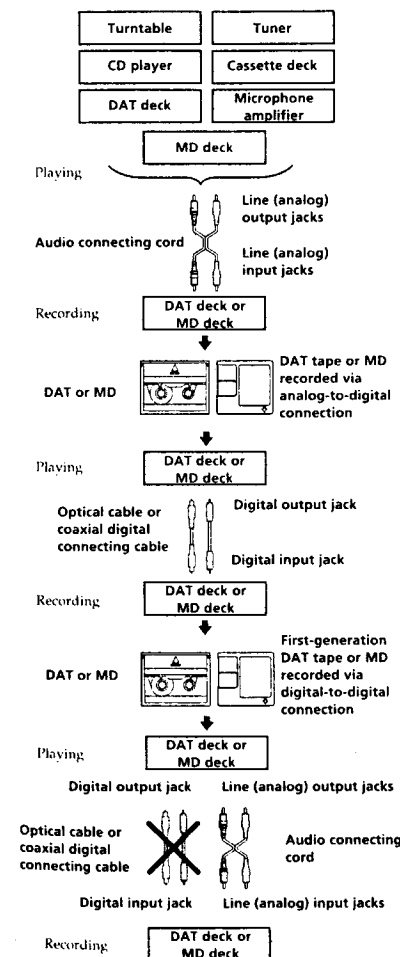 Turntable
Tuner
CD player
Cassette deck
DAT deck
Microphone
amplifier
MD deck
Playing
Line (analog)
output jacks
Audio connecting cord
Line (analog)
input jacks
Recording
DAT deck or
MD deck
DAT or MD
DAT tape or MD
recorded via
analog-to-digital
connection
Playing
DAT deck or
MD deck
Optical cable or
coaxial digital
connecting cable
Digital output jack
Digital input jack
Recording
DAT deck or
MD deck
DAT or MD
First-generation
DAT tape or MD
recorded via
digital-to-digital
connection
Playing
DAT deck or
MD deck
Digital output jack
Line (analog) output jacks
Optical cable or
coaxial digital
connecting cable
Audio connecting
cord
Digital input jack
Line (analog) input jacks
Recording
DAT deck or
MD deck